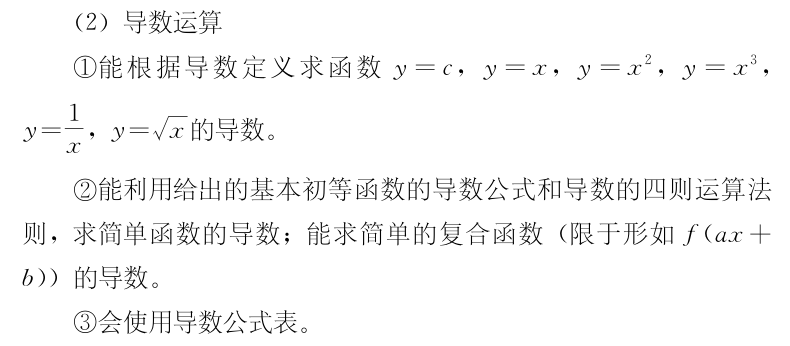 （2）导数运算
①能根据导数定义求函数 y＝c，y＝x，y＝x²，y＝x³，
y＝1/x，y＝√x的导数。
②能利用给出的基本初等函数的导数公式和导数的四则运算法
则，求简单函数的导数；能求简单的复合函数（限于形如 f(ax＋
b)）的导数。
③会使用导数公式表。